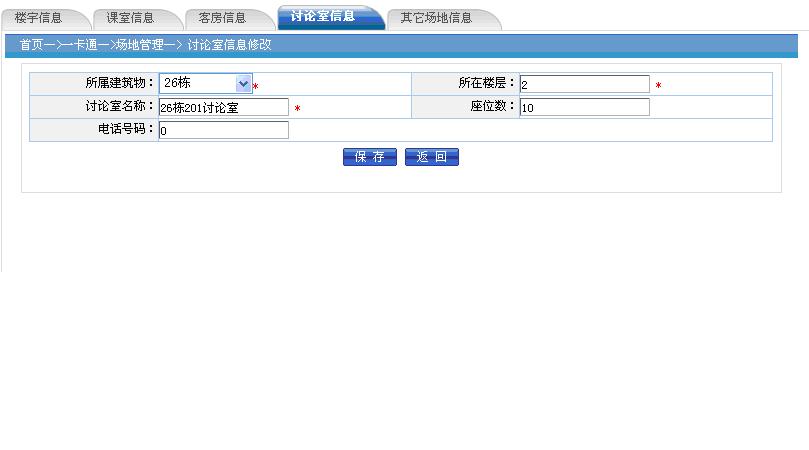 楼宇信息 课室信息 客房信息 讨论室信息 其它场地信息
首页—>一卡通—>场地管理—> 讨论室信息修改
所属建筑物： 26栋 * 所在楼层： 2 *
讨论室名称： 26栋201讨论室 * 座位数： 10
电话号码： 0
保 存 返 回